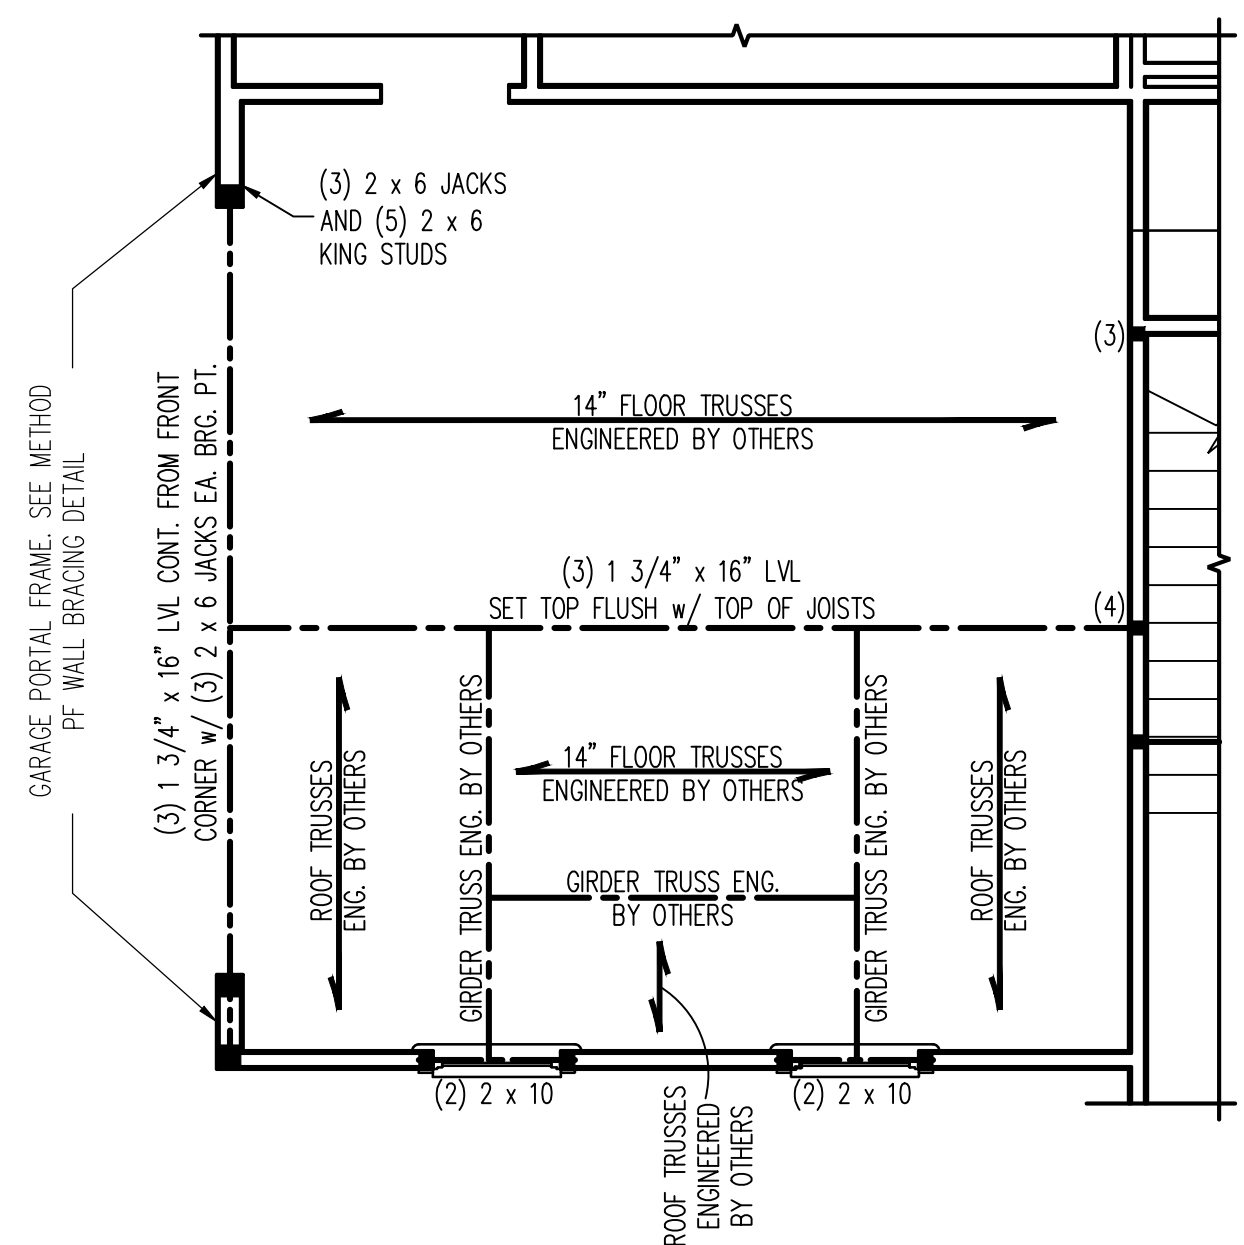 (3) 2 x 6 JACKS
AND (5) 2 x 6
KING STUDS
GARAGE PORTAL FRAME. SEE METHOD
PF WALL BRACING DETAIL
(3) 1 3/4" x 16" LVL CONT. FROM FRONT
CORNER w/ (3) 2 x 6 JACKS EA. BRG. PT.
(3)
14" FLOOR TRUSSES
ENGINEERED BY OTHERS
(3) 1 3/4" x 16" LVL
SET TOP FLUSH w/ TOP OF JOISTS
(4)
ROOF TRUSSES
ENG. BY OTHERS
GIRDER TRUSS ENG. BY OTHERS
14" FLOOR TRUSSES
ENGINEERED BY OTHERS
GIRDER TRUSS ENG.
BY OTHERS
GIRDER TRUSS ENG. BY OTHERS
ROOF TRUSSES
ENG. BY OTHERS
(2) 2 x 10
(2) 2 x 10
ROOF TRUSSES
ENGINEERED
BY OTHERS